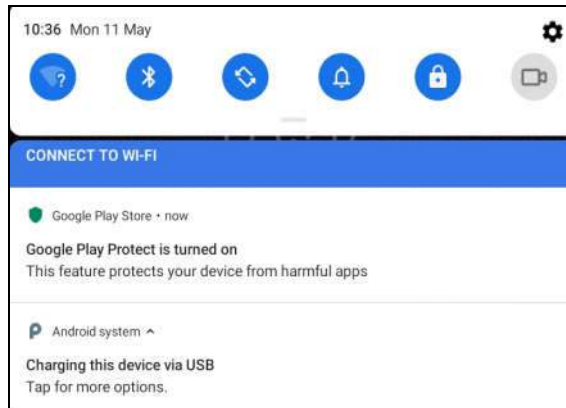 10:36 Mon 11 May
?
CONNECT TO WI-FI
Google Play Store • now
Google Play Protect is turned on
This feature protects your device from harmful apps
Android system
Charging this device via USB
Tap for more options.